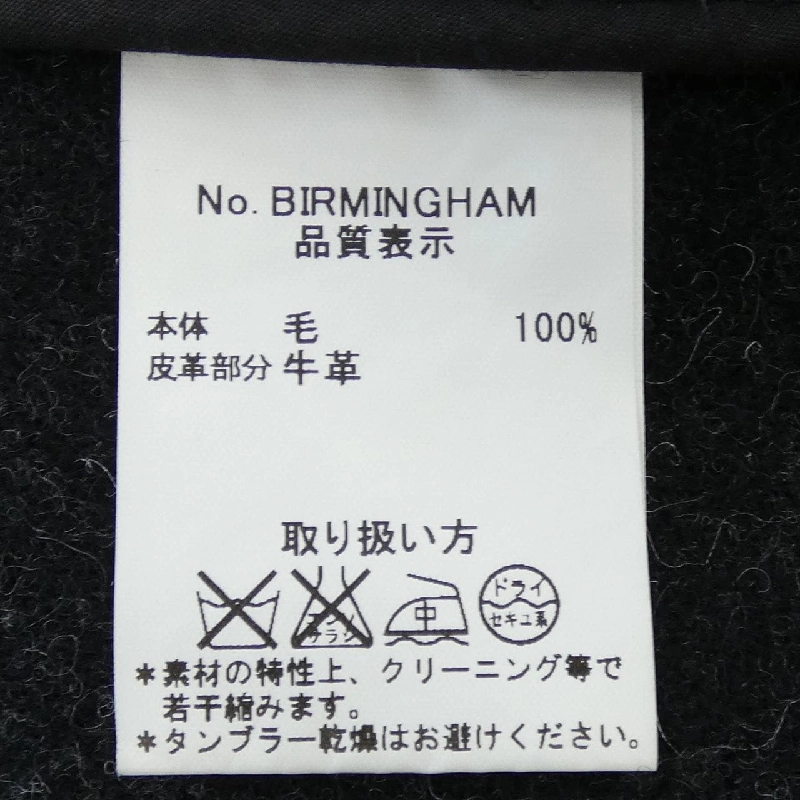 No. BIRMINGHAM
品質表示
本体 毛 100%
皮革部分 牛革
取り扱い方
エンソサラシ
中
ドライ
セキユ系
*素材の特性上、クリーニング等で
若干縮みます。
*タンブラー乾燥はお避けください。